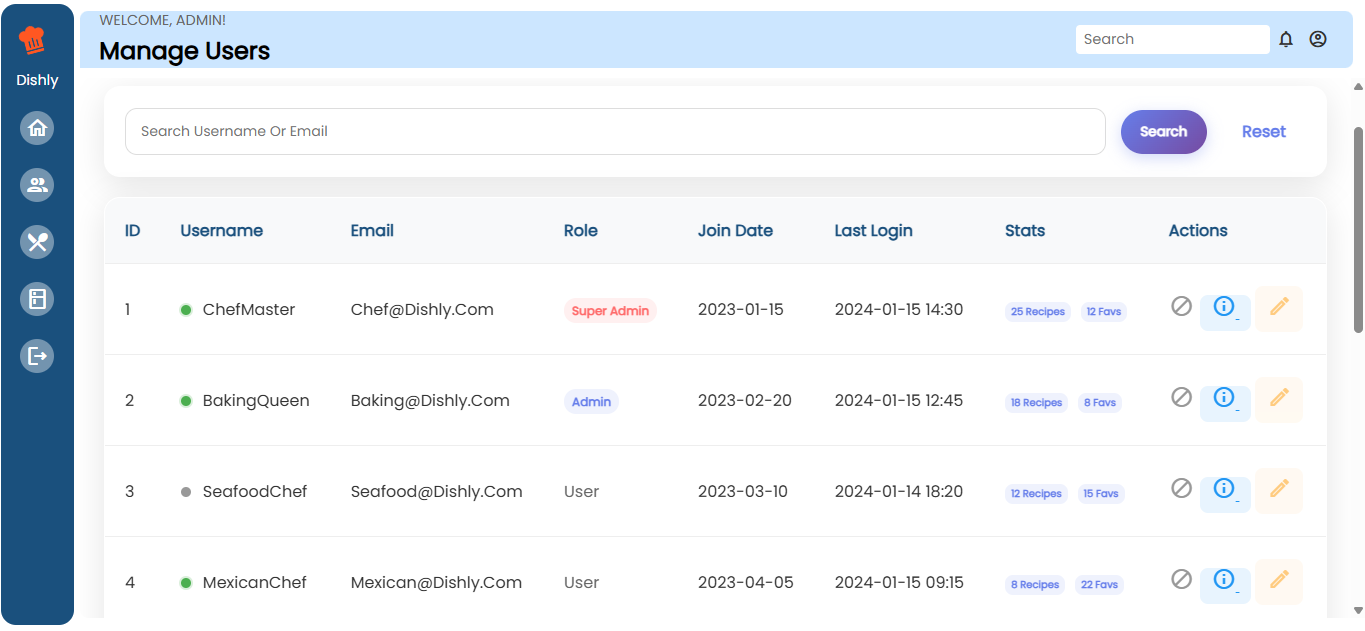 WELCOME, ADMIN!
Manage Users
Search
Dishly
Search Username Or Email
Search
Reset
ID Username Email Role Join Date Last Login Stats Actions
1 ChefMaster Chef@Dishly.Com Super Admin 2023-01-15 2024-01-15 14:30 25 Recipes 12 Favs
2 BakingQueen Baking@Dishly.Com Admin 2023-02-20 2024-01-15 12:45 18 Recipes 8 Favs
3 SeafoodChef Seafood@Dishly.Com User 2023-03-10 2024-01-14 18:20 12 Recipes 15 Favs
4 MexicanChef Mexican@Dishly.Com User 2023-04-05 2024-01-15 09:15 8 Recipes 22 Favs